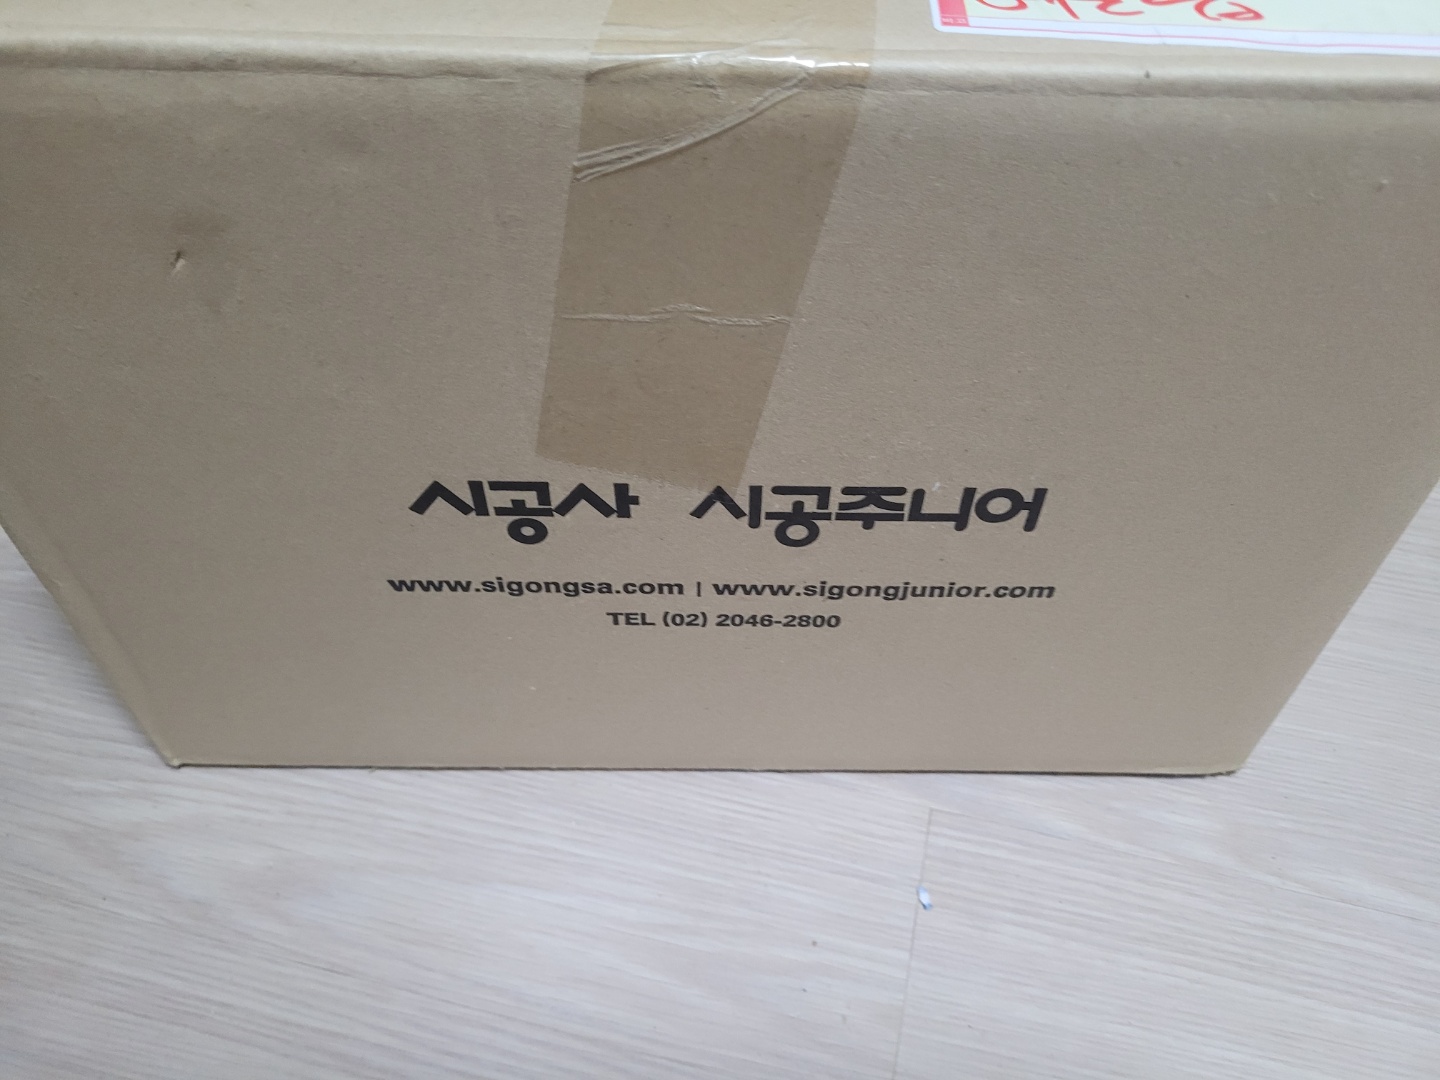 시공사 시공주니어
www.sigongsa.com | www.sigongjunior.com
TEL (02) 2046-2800